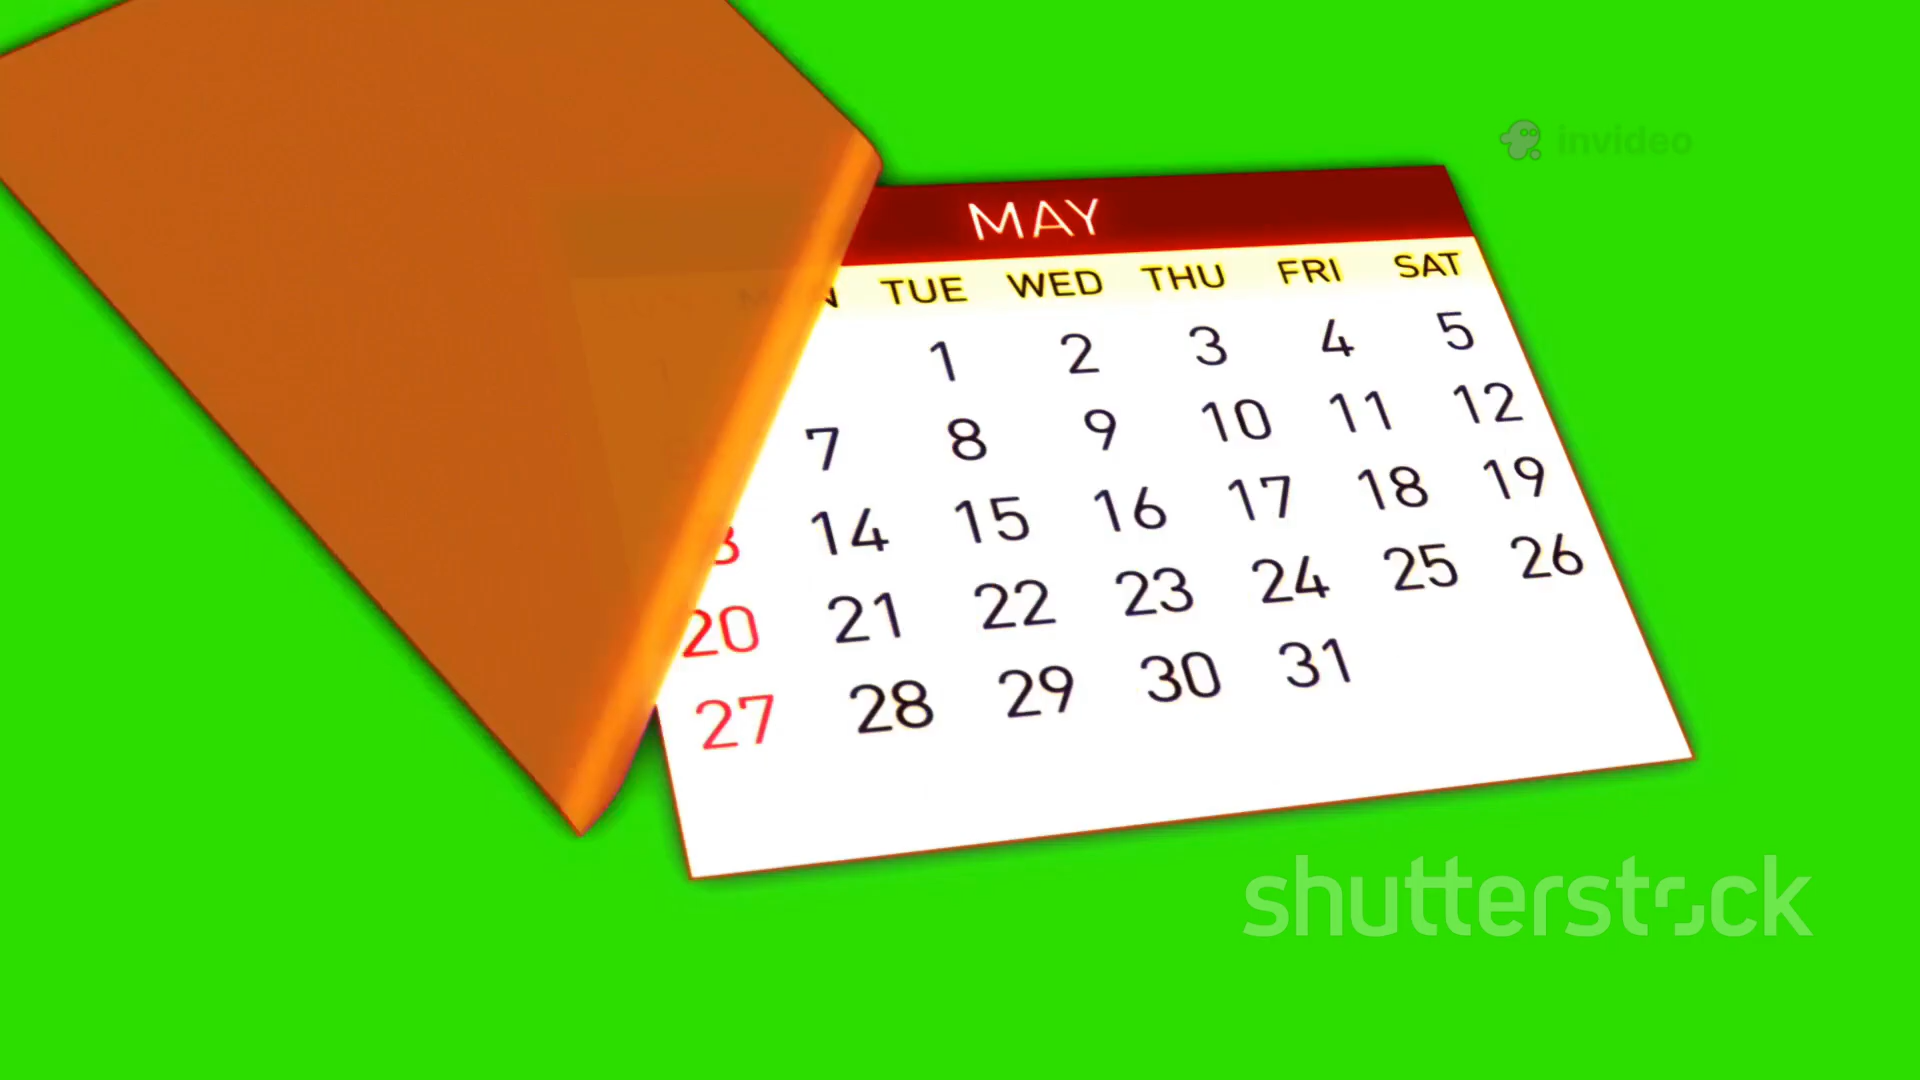 invideo
MAY
TUE WED THU FRI SAT
1 2 3 4 5
7 8 9 10 11 12
14 15 16 17 18 19
20 21 22 23 24 25 26
27 28 29 30 31
shutterstock